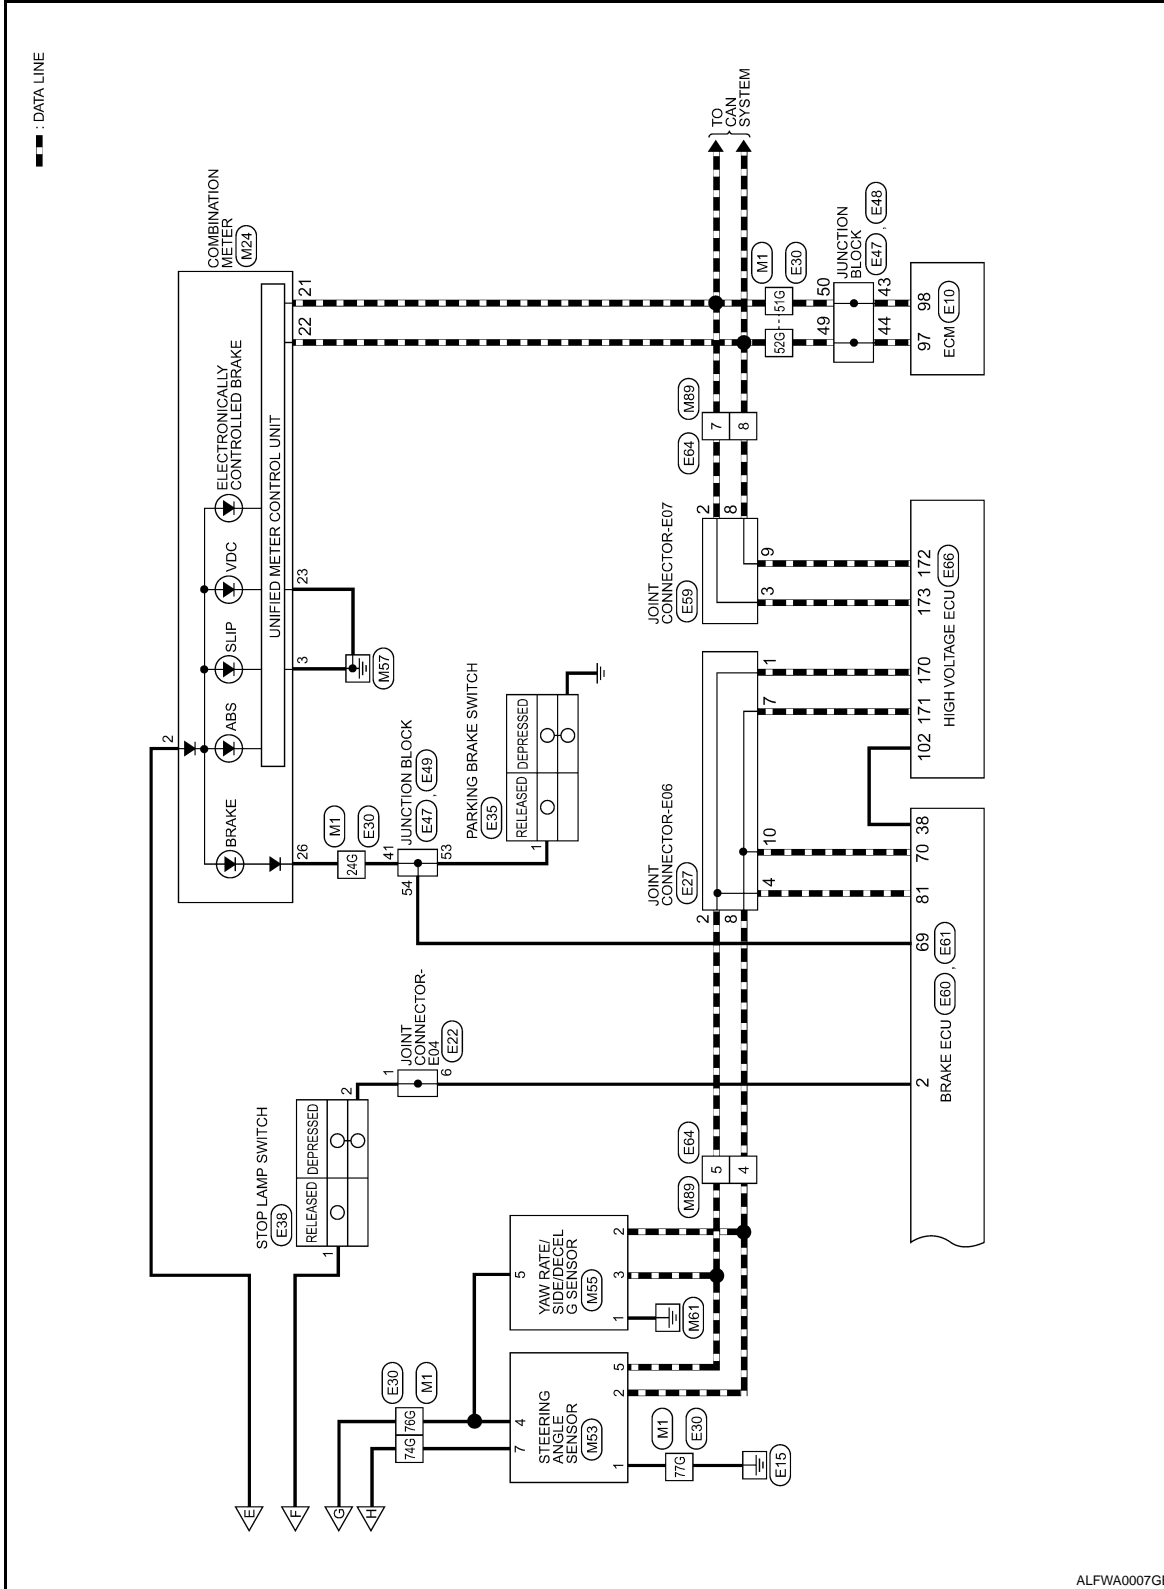 : DATA LINE
COMBINATION
METER
M24
ELECTRONICALLY
CONTROLLED BRAKE
VDC
SLIP
ABS
BRAKE
UNIFIED METER CONTROL UNIT
2
26
3
23
22
21
M57
TO
CAN
SYSTEM
M1
E30
24G
41
54
53
JUNCTION BLOCK
E47 , E49
PARKING BRAKE SWITCH
E35
RELEASED
DEPRESSED
1
STOP LAMP SWITCH
E38
RELEASED
DEPRESSED
1
2
JOINT
CONNECTOR-
E04
E22
1
6
E
F
G
H
E30
M1
74G
76G
7
4
STEERING
ANGLE
SENSOR
M53
1
2
5
M1
E30
77G
E15
5
YAW RATE/
SIDE/DECEL
G SENSOR
M55
1
3
2
M61
M89
E64
5
4
JOINT
CONNECTOR-E06
E27
2
8
4
10
7
1
JOINT
CONNECTOR-E07
E59
2
8
3
9
E64
M89
7
8
M1
E30
52G
51G
49
50
JUNCTION
BLOCK
E47 , E48
44
43
97
98
ECM
E10
2
69
81
70
38
BRAKE ECU
E60 , E61
102
171
170
173
172
HIGH VOLTAGE ECU
E66
ALFWA0007G